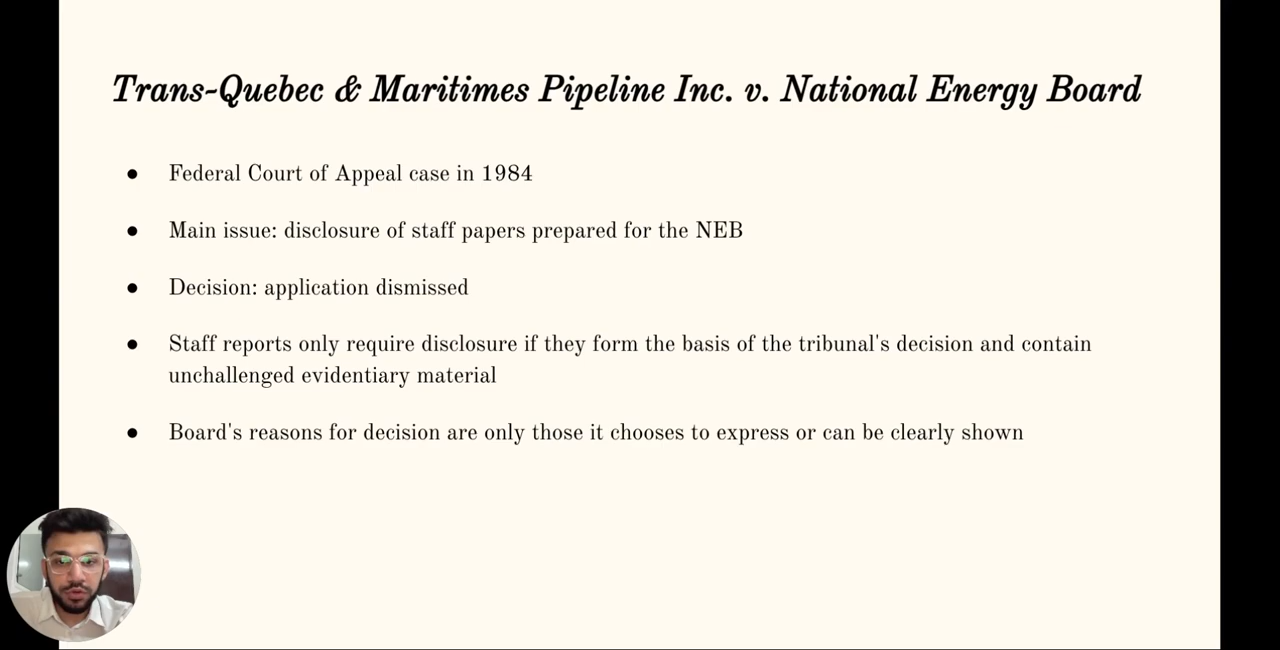 Trans-Quebec & Maritimes Pipeline Inc. v. National Energy Board
● Federal Court of Appeal case in 1984
● Main issue: disclosure of staff papers prepared for the NEB
● Decision: application dismissed
● Staff reports only require disclosure if they form the basis of the tribunal's decision and contain
unchallenged evidentiary material
● Board's reasons for decision are only those it chooses to express or can be clearly shown